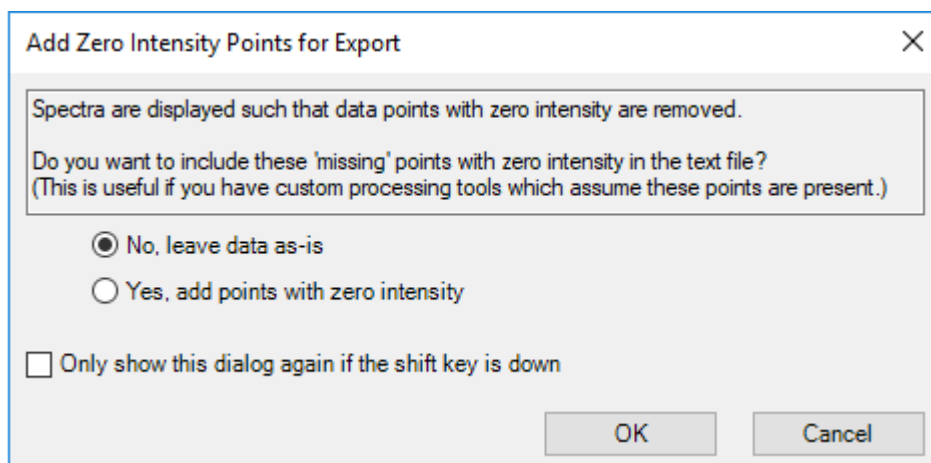 Add Zero Intensity Points for Export
Spectra are displayed such that data points with zero intensity are removed.
Do you want to include these 'missing' points with zero intensity in the text file?
(This is useful if you have custom processing tools which assume these points are present.)
No, leave data as-is
Yes, add points with zero intensity
Only show this dialog again if the shift key is down
OK
Cancel